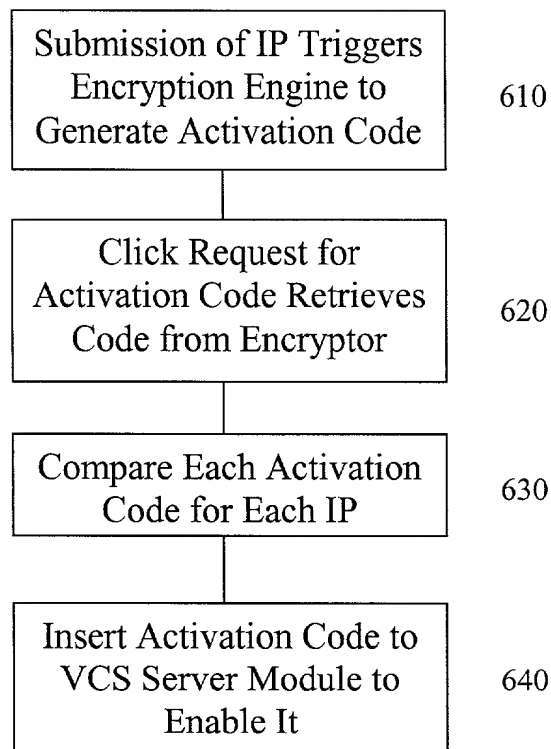 Submission of IP Triggers
Encryption Engine to
Generate Activation Code
610
Click Request for
Activation Code Retrieves
Code from Encryptor
620
Compare Each Activation
Code for Each IP
630
Insert Activation Code to
VCS Server Module to
Enable It
640